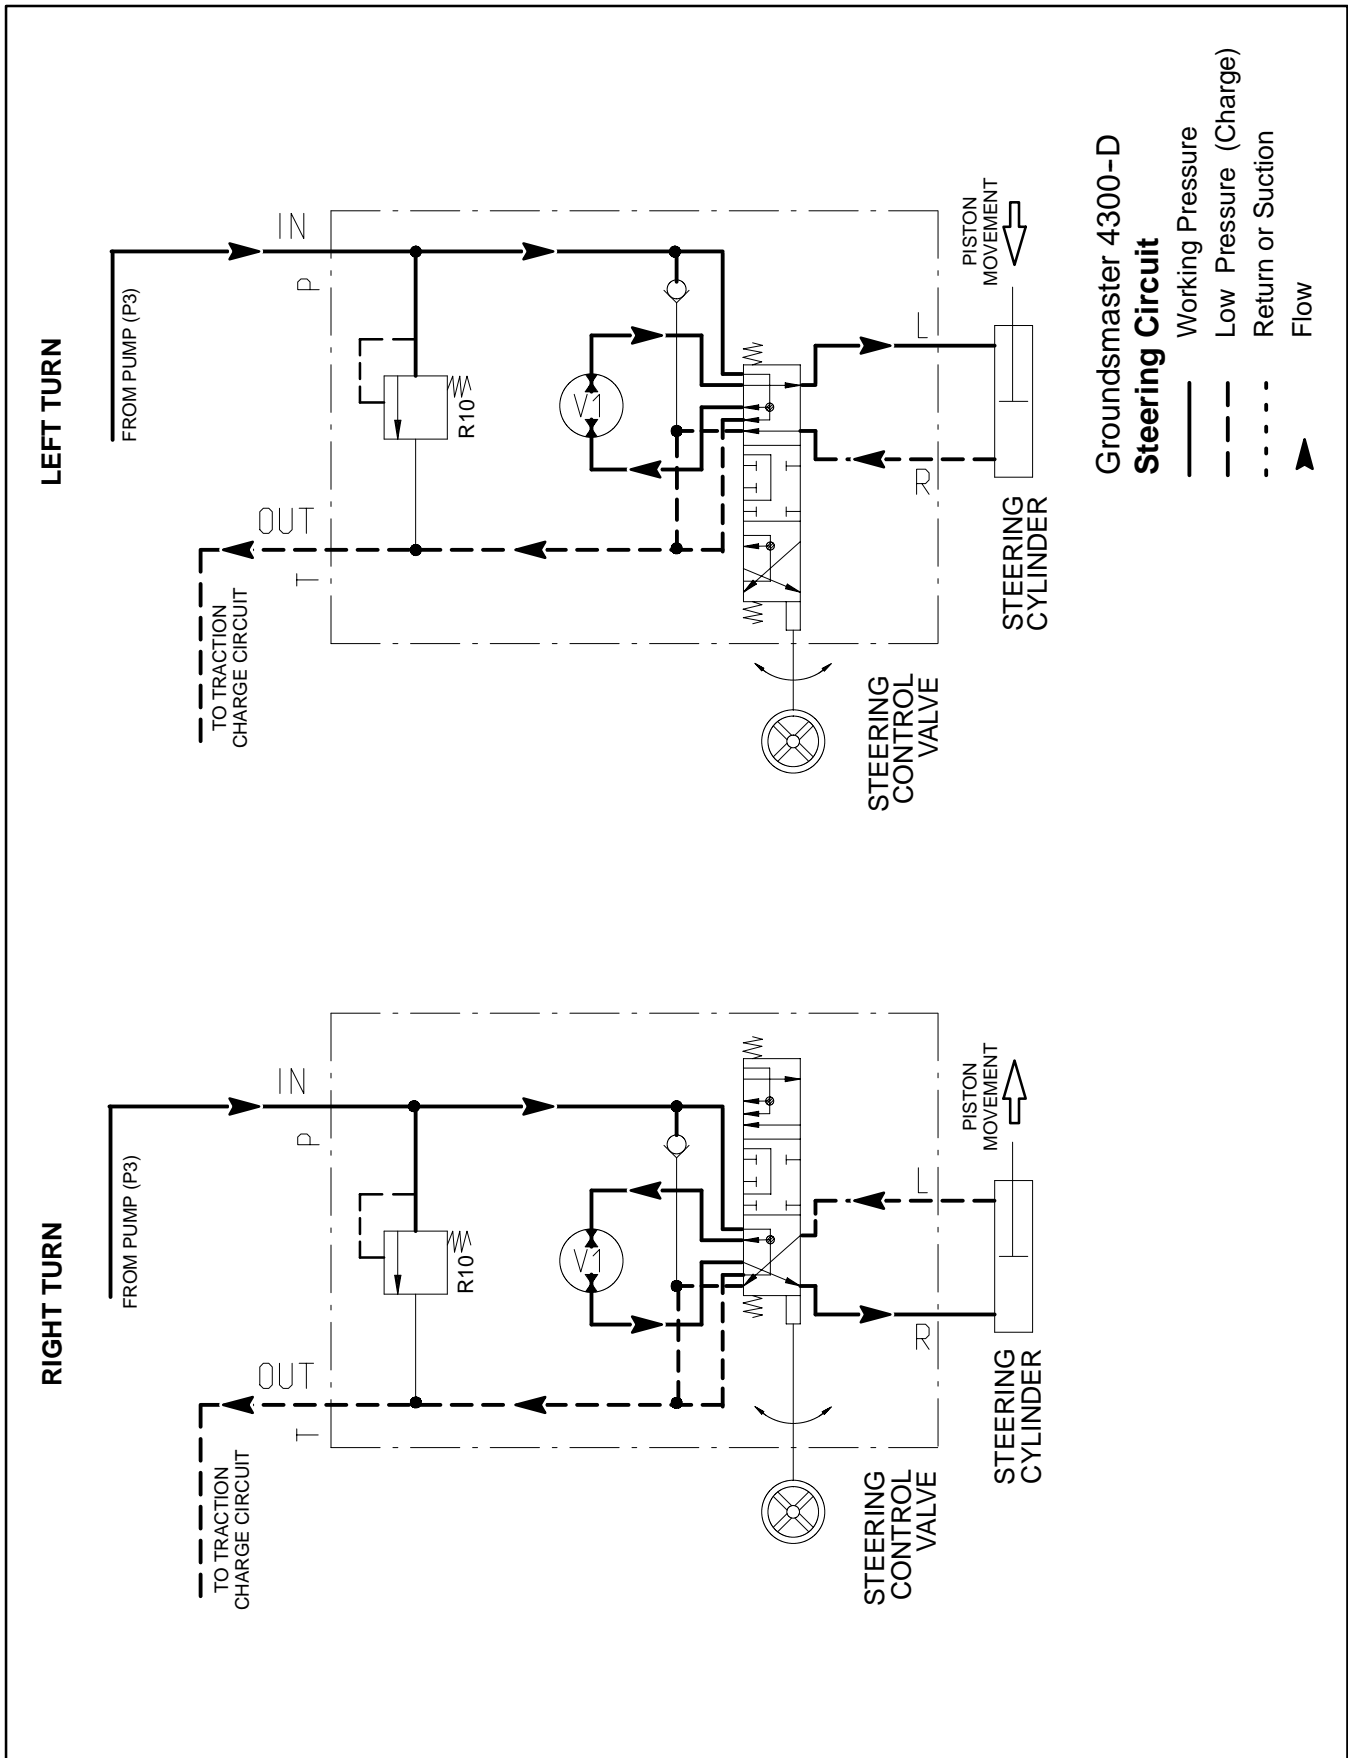 RIGHT TURN
FROM PUMP (P3)
TO TRACTION
CHARGE CIRCUIT
OUT
T
IN
P
R10
V1
STEERING
CONTROL
VALVE
R
L
PISTON
MOVEMENT
STEERING
CYLINDER
LEFT TURN
FROM PUMP (P3)
TO TRACTION
CHARGE CIRCUIT
OUT
T
IN
P
R10
V1
STEERING
CONTROL
VALVE
R
L
PISTON
MOVEMENT
STEERING
CYLINDER
Groundsmaster 4300-D
Steering Circuit
Working Pressure
Low Pressure (Charge)
Return or Suction
Flow